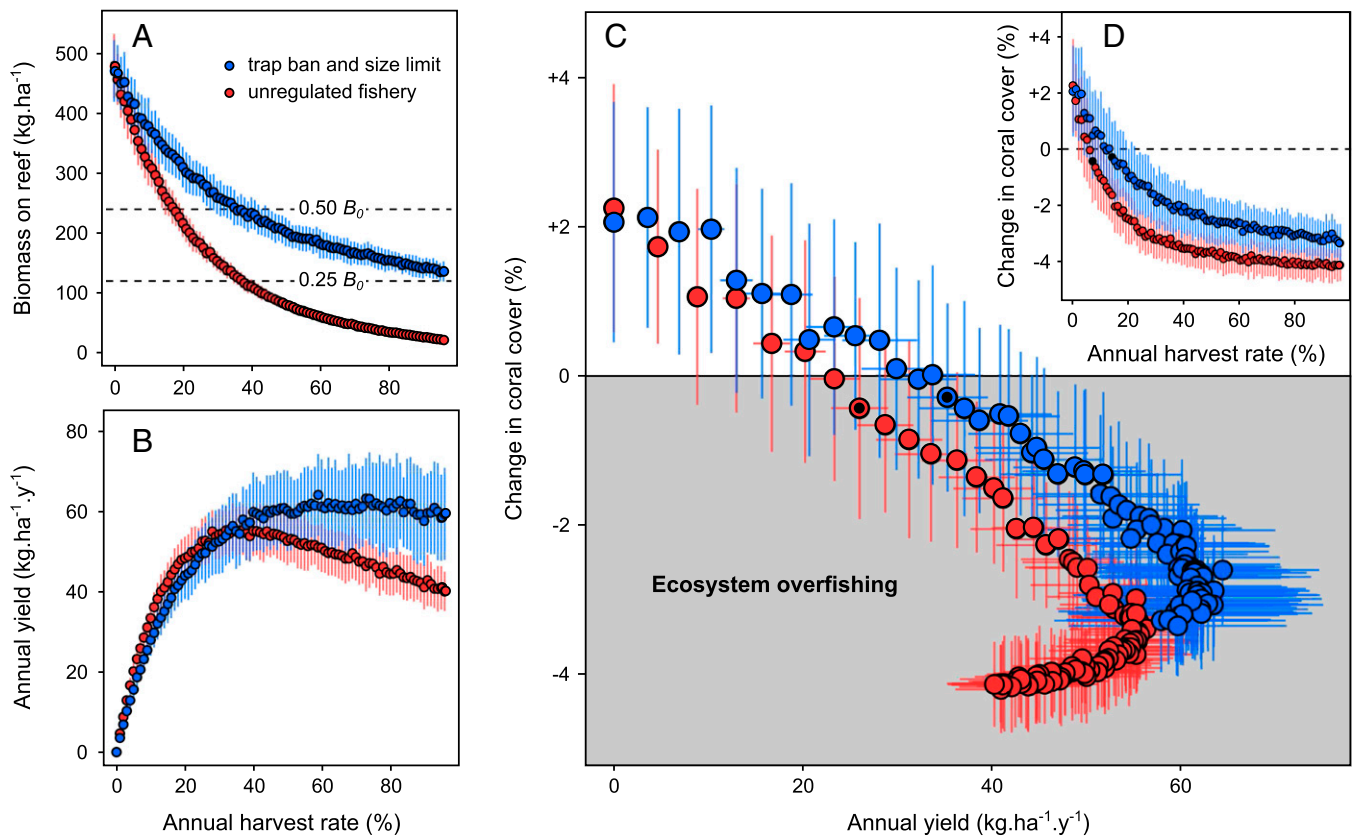 A
trap ban and size limit
unregulated fishery
Biomass on reef (kg.ha⁻¹)
500
400
300
200
100
0
0.50 B₀
0.25 B₀
0 20 40 60 80
B
Annual yield (kg.ha⁻¹.y⁻¹)
80
60
40
20
0
0 20 40 60 80
Annual harvest rate (%)
C
Change in coral cover (%)
+4
+2
0
-2
-4
Ecosystem overfishing
0 20 40 60
Annual yield (kg.ha⁻¹.y⁻¹)
D
Change in coral cover (%)
+4
+2
0
-2
-4
0 20 40 60 80
Annual harvest rate (%)